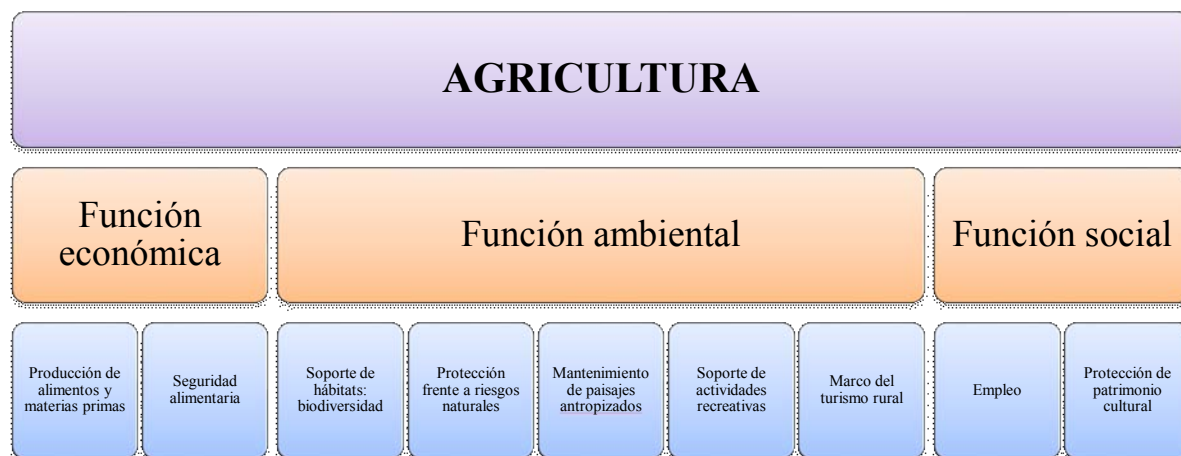 AGRICULTURA
Función
económica
Función ambiental
Función social
Producción de
alimentos y
materias primas
Seguridad
alimentaria
Soporte de
hábitats:
biodiversidad
Protección
frente a riesgos
naturales
Mantenimiento
de paisajes
antropizados
Soporte de
actividades
recreativas
Marco del
turismo rural
Empleo
Protección de
patrimonio
cultural